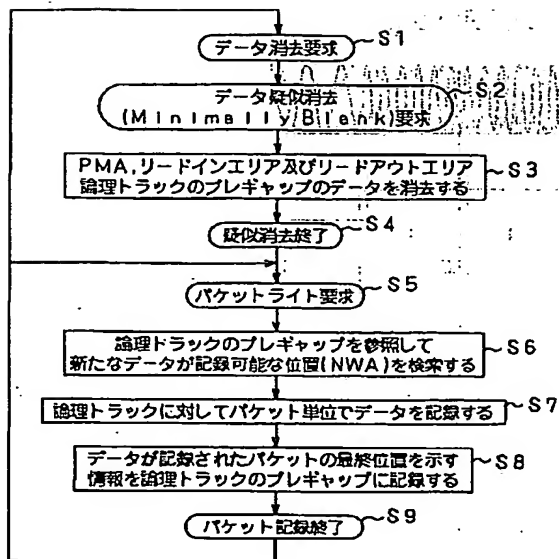 データ消去要求
S1
データ疑似消去
(Minimally Blank)要求
S2
PMA,リードインエリア及びリードアウトエリア
論理トラックのプレギャップのデータを消去する
S3
疑似消去終了
S4
パケットライト要求
S5
論理トラックのプレギャップを参照して
新たなデータが記録可能な位置(NWA)を検索する
S6
論理トラックに対してパケット単位でデータを記録する
S7
データが記録されたパケットの最終位置を示す
情報を論理トラックのプレギャップに記録する
S8
パケット記録終了
S9